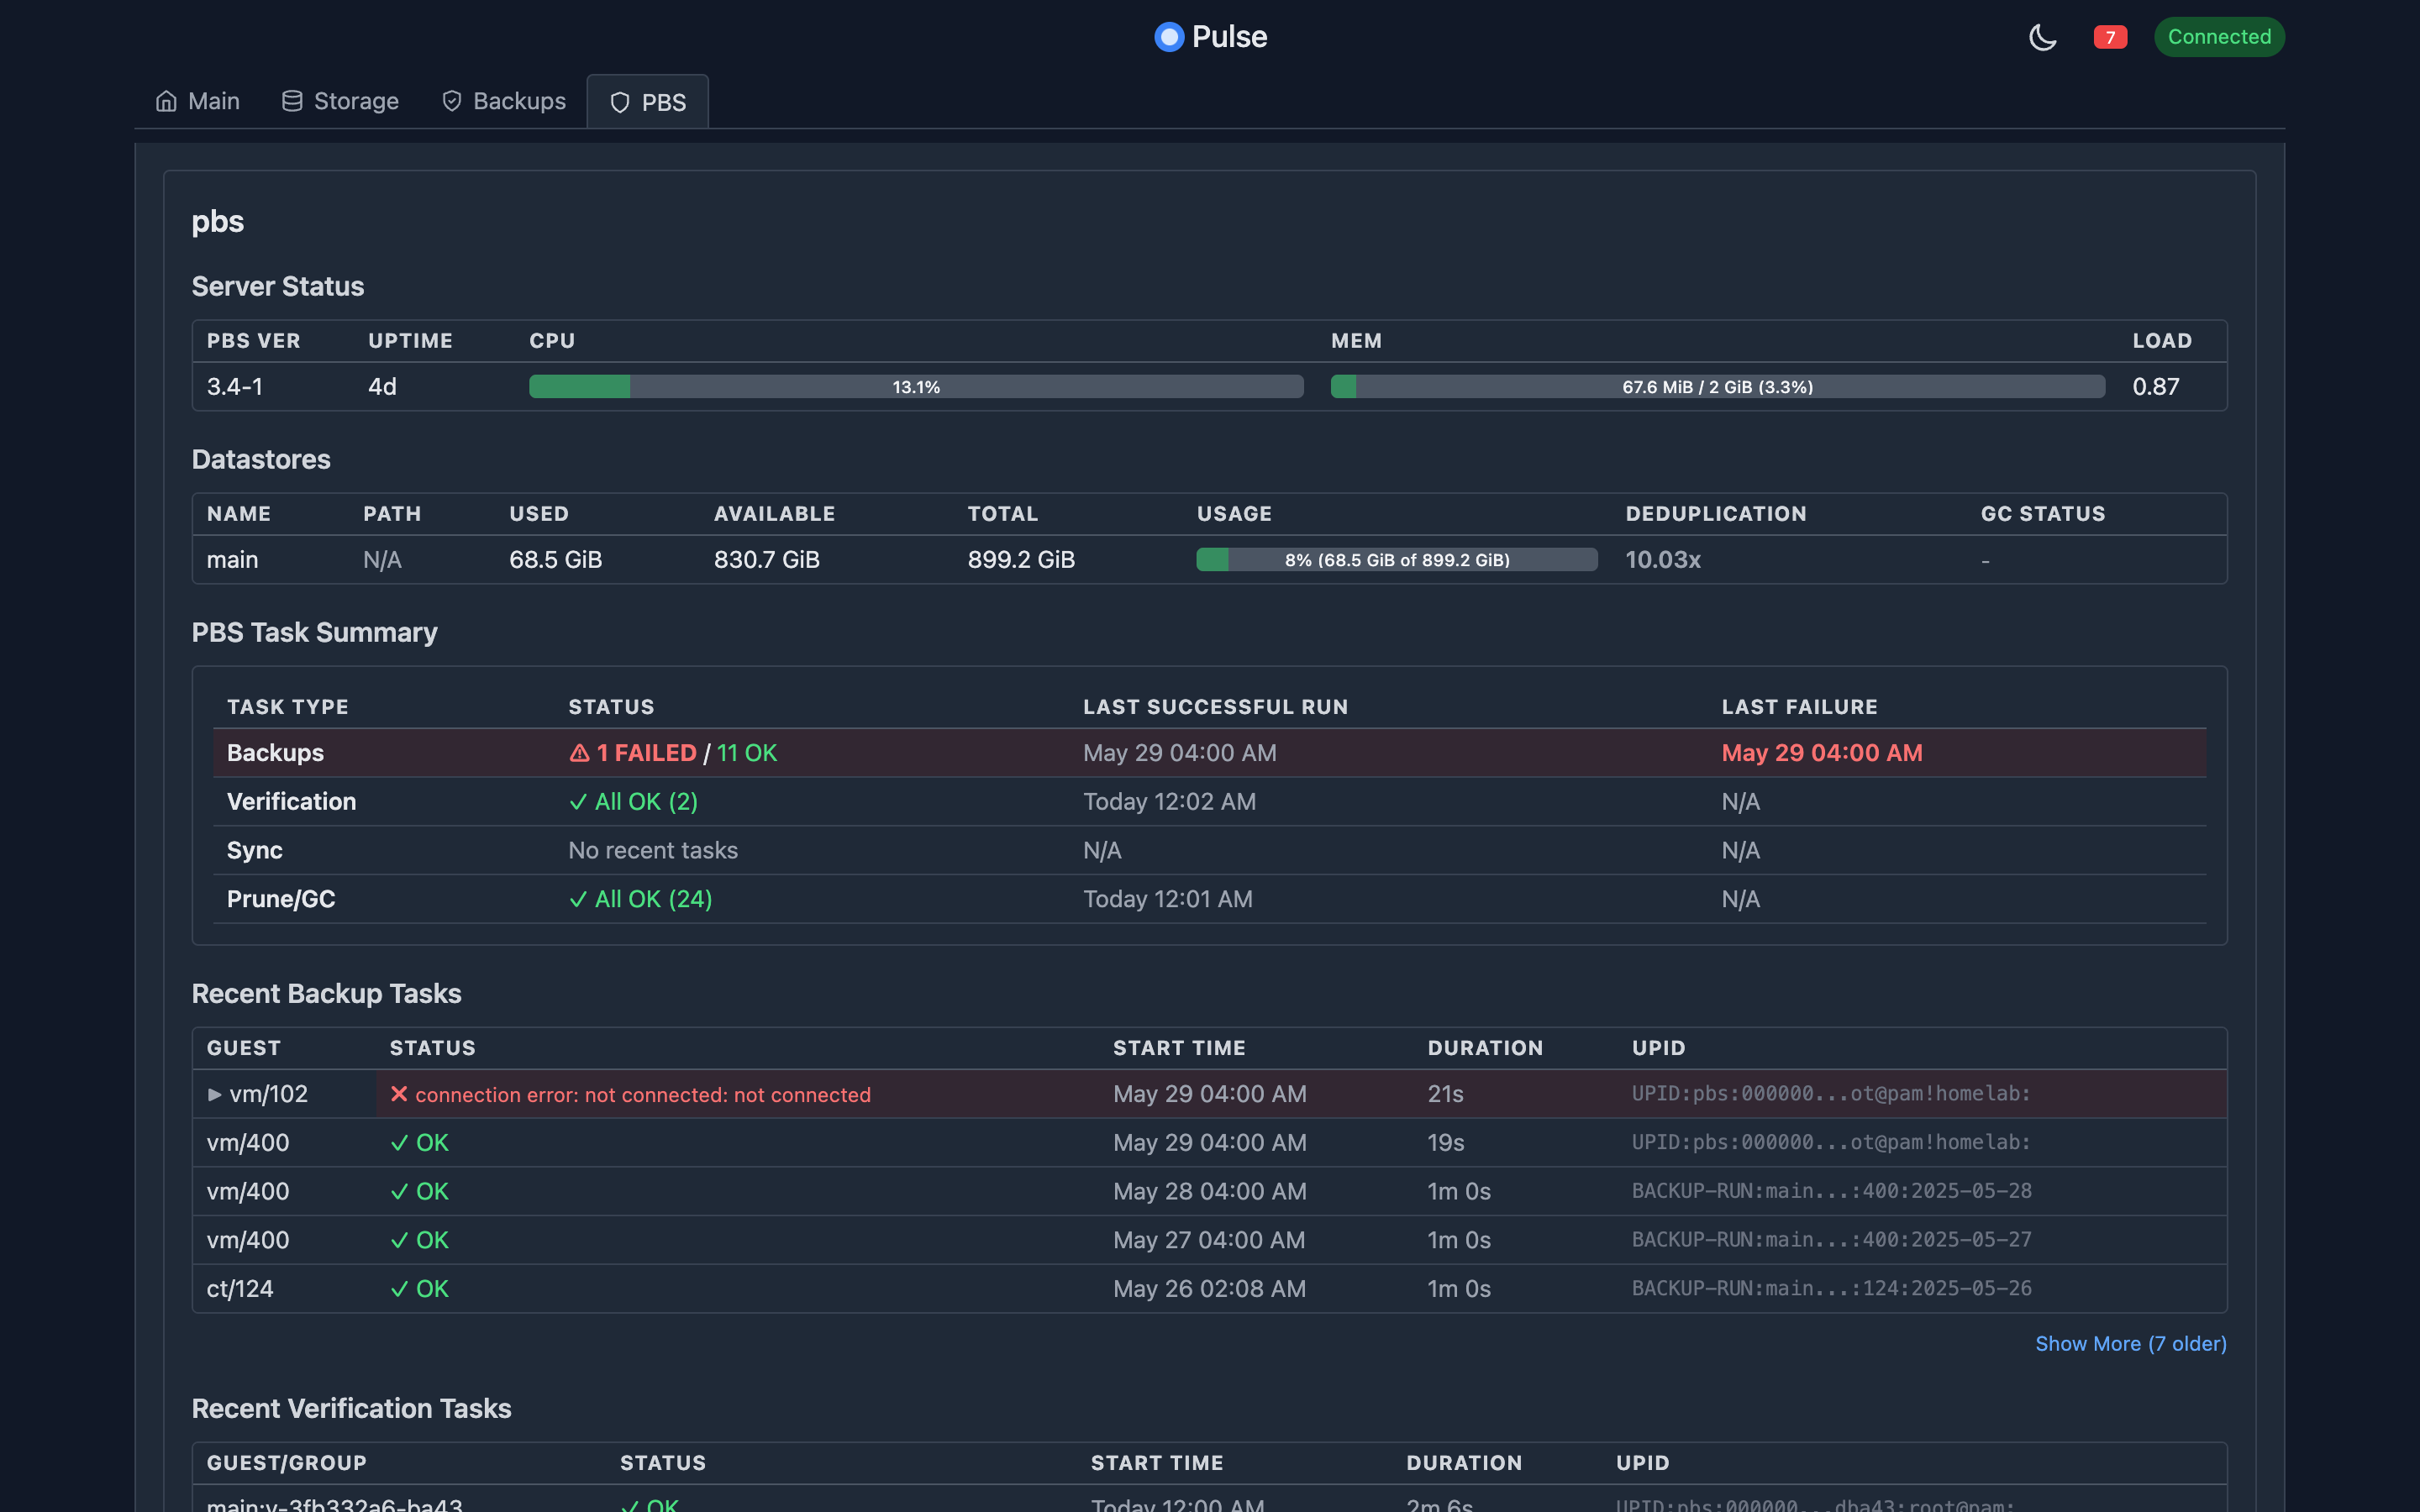 Pulse
7
Connected
Main Storage Backups PBS
pbs
Server Status
PBS VER UPTIME CPU MEM LOAD
3.4-1 4d 13.1% 67.6 MiB / 2 GiB (3.3%) 0.87
Datastores
NAME PATH USED AVAILABLE TOTAL USAGE DEDUPLICATION GC STATUS
main N/A 68.5 GiB 830.7 GiB 899.2 GiB 8% (68.5 GiB of 899.2 GiB) 10.03x -
PBS Task Summary
TASK TYPE STATUS LAST SUCCESSFUL RUN LAST FAILURE
Backups ⚠ 1 FAILED / 11 OK May 29 04:00 AM May 29 04:00 AM
Verification ✓ All OK (2) Today 12:02 AM N/A
Sync No recent tasks N/A N/A
Prune/GC ✓ All OK (24) Today 12:01 AM N/A
Recent Backup Tasks
GUEST STATUS START TIME DURATION UPID
▶ vm/102 ✕ connection error: not connected: not connected May 29 04:00 AM 21s UPID:pbs:000000...ot@pam!homelab:
vm/400 ✓ OK May 29 04:00 AM 19s UPID:pbs:000000...ot@pam!homelab:
vm/400 ✓ OK May 28 04:00 AM 1m 0s BACKUP-RUN:main...:400:2025-05-28
vm/400 ✓ OK May 27 04:00 AM 1m 0s BACKUP-RUN:main...:400:2025-05-27
ct/124 ✓ OK May 26 02:08 AM 1m 0s BACKUP-RUN:main...:124:2025-05-26
Show More (7 older)
Recent Verification Tasks
GUEST/GROUP STATUS START TIME DURATION UPID
main:v-3fb332a6-ba43 ✓ OK Today 12:00 AM 2m 6s UPID:pbs:000000...dba43:root@pam: